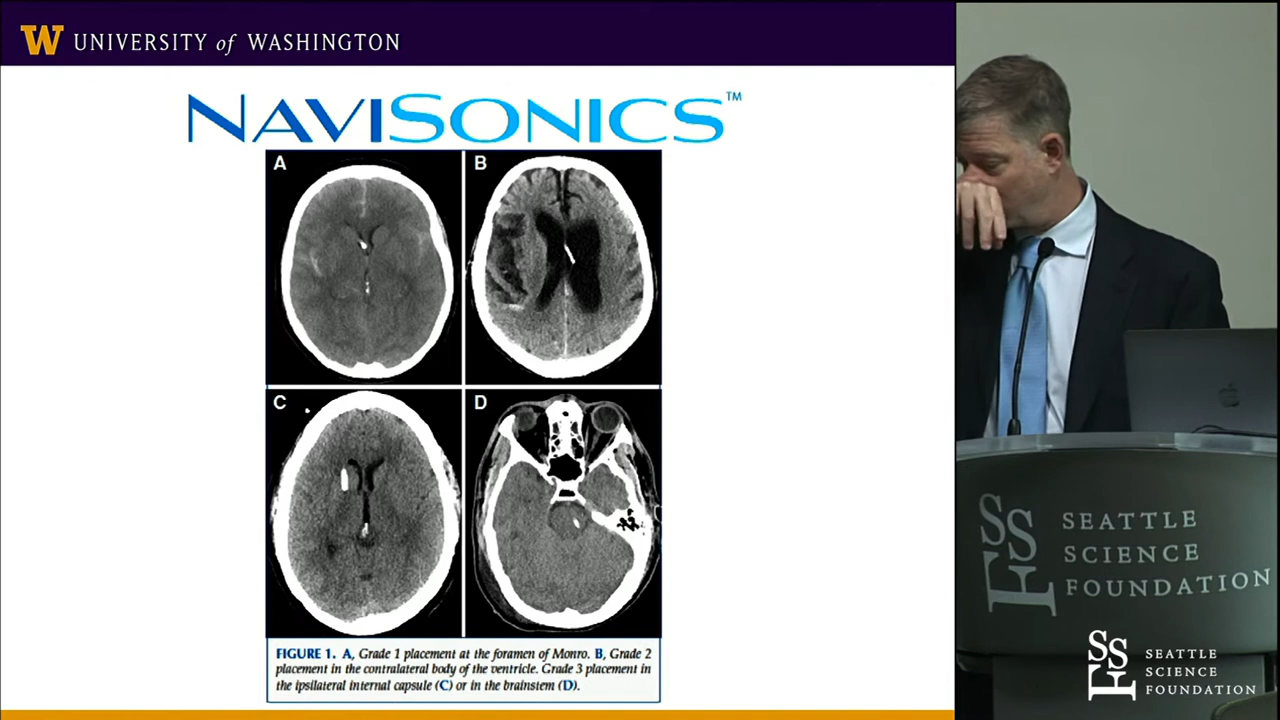 W UNIVERSITY of WASHINGTON
NAVISONICS™
A
B
C
D
FIGURE 1. A, Grade 1 placement at the foramen of Monro. B, Grade 2
placement in the contralateral body of the ventricle. Grade 3 placement in
the ipsilateral internal capsule (C) or in the brainstem (D).
SSF
SEATTLE
SCIENCE
FOUNDATION
SSF
SEATTLE
SCIENCE
FOUNDATION